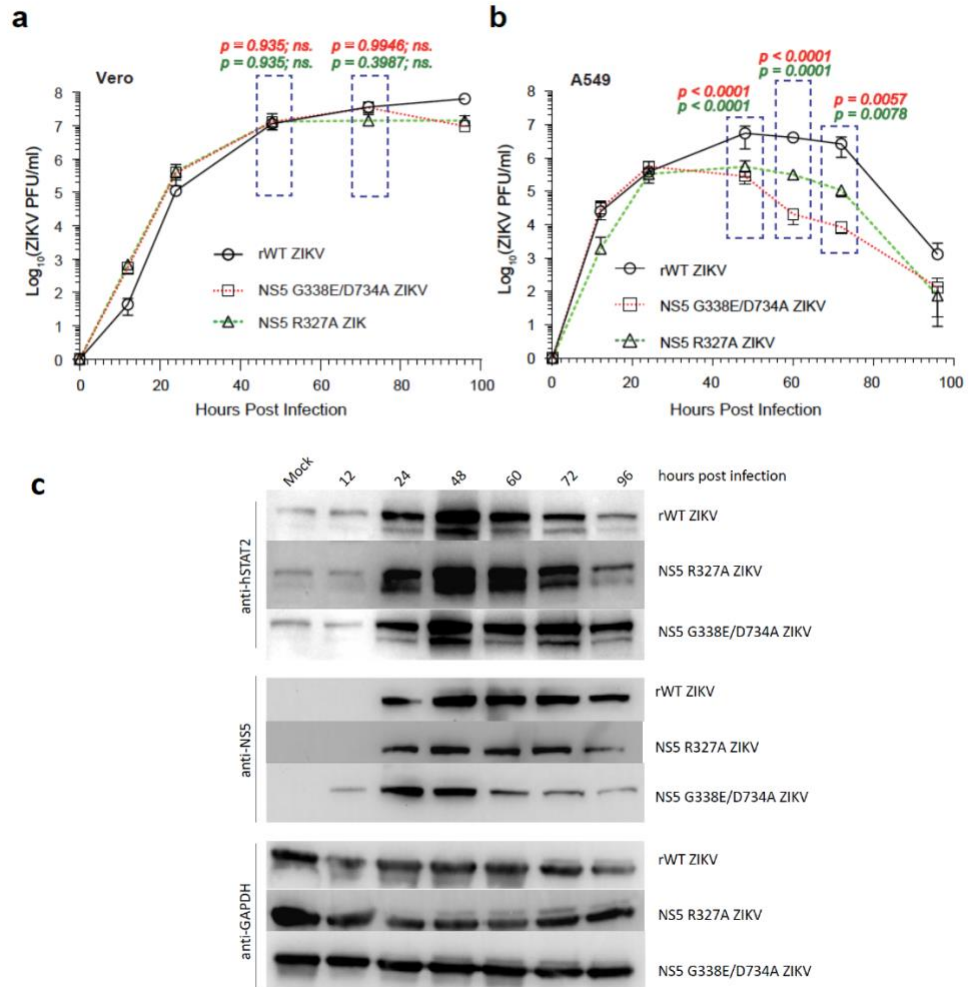 a
p = 0.935; ns.
p = 0.935; ns.
p = 0.9946; ns.
p = 0.3987; ns.
Vero
8
7
6
5
4
3
2
1
0
Log10(ZIKV PFU/ml)
rWT ZIKV
NS5 G338E/D734A ZIKV
NS5 R327A ZIK
0 20 40 60 80 100
Hours Post Infection
b
p < 0.0001
p = 0.0001
p < 0.0001
p < 0.0001
p = 0.0057
p = 0.0078
A549
8
7
6
5
4
3
2
1
0
Log10(ZIKV PFU/ml)
rWT ZIKV
NS5 G338E/D734A ZIKV
NS5 R327A ZIKV
0 20 40 60 80 100
Hours Post Infection
c
Mock 12 24 48 60 72 96 hours post infection
anti-hSTAT2
rWT ZIKV
NS5 R327A ZIKV
NS5 G338E/D734A ZIKV
anti-NS5
rWT ZIKV
NS5 R327A ZIKV
NS5 G338E/D734A ZIKV
anti-GAPDH
rWT ZIKV
NS5 R327A ZIKV
NS5 G338E/D734A ZIKV